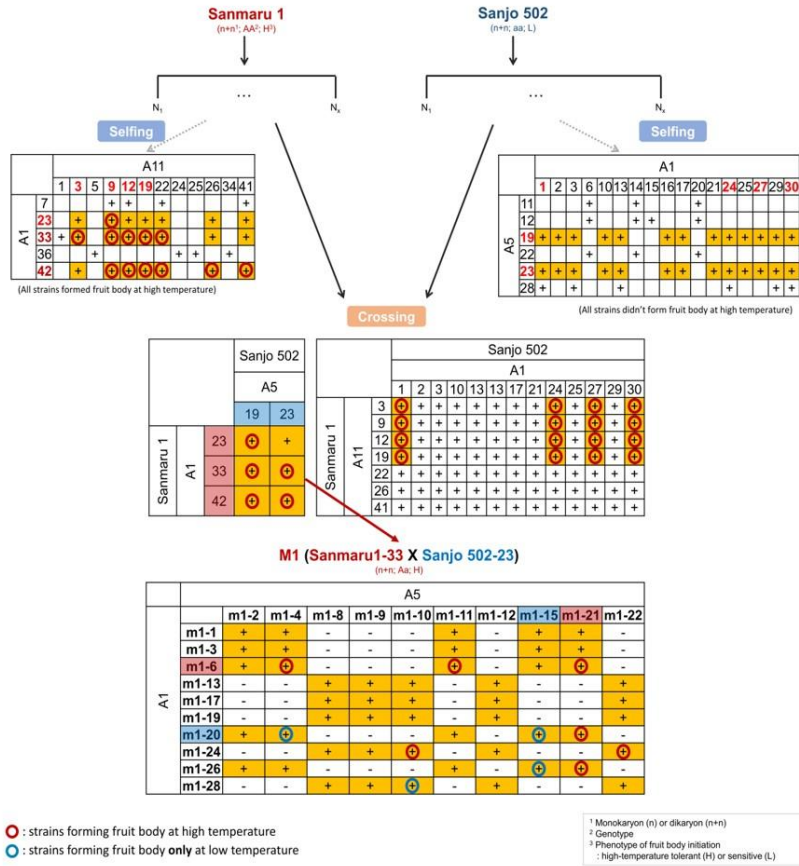 Sanmaru 1
(n+n¹; AA²; H³)
Sanjo 502
(n+n; aa; L)
N₁ ... Nₓ
N₁ ... Nₓ
Selfing
A11
1 3 5 9 12 19 22 24 25 26 34 41
A1
7 + + + +
23 + + + + + + +
33 + + + + + + + +
36 + + + +
42 + + + + + + +
(All strains formed fruit body at high temperature)
Selfing
A1
1 2 3 6 10 13 14 15 16 17 20 21 24 25 27 29 30
A5
11 + + +
12 + + + +
19 + + + + + + + + + + + + +
22 + + +
23 + + + + + + + + + + + + +
28 + + + + +
(All strains didn't form fruit body at high temperature)
Crossing
Sanjo 502
A5
19 23
Sanmaru 1
A1
23 + +
33 + +
42 + +
Sanjo 502
A1
1 2 3 10 13 13 17 21 24 25 27 30
Sanmaru 1
A11
3 + + + + + + + + + + + +
9 + + + + + + + + + + + +
12 + + + + + + + + + + + +
19 + + + + + + + + + + + +
22 + + + + + + + + + + + +
26 + + + + + + + + + + + +
41 + + + + + + + + + + + +
M1 (Sanmaru1-33 X Sanjo 502-23)
(n+n; Aa; H)
A5
m1-2 m1-4 m1-8 m1-9 m1-10 m1-11 m1-12 m1-15 m1-21 m1-22
A1
m1-1 + + - - - + - + + -
m1-3 + + - - - + - + + -
m1-6 + + - - - + - + + -
m1-13 - - + + + - + - - +
m1-17 - - + + + - + - - +
m1-19 - - + + + - + - - +
m1-20 + + - - - + - + + -
m1-24 - - + + + - + - - +
m1-26 + + - - - + - + + -
m1-28 - - + + + - + - - +
: strains forming fruit body at high temperature
: strains forming fruit body only at low temperature
¹ Monokaryon (n) or dikaryon (n+n)
² Genotype
³ Phenotype of fruit body initiation
: high-temperature tolerant (H) or sensitive (L)